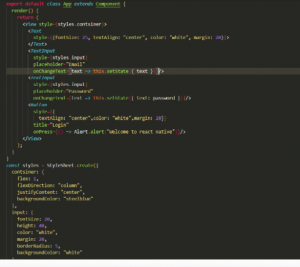 export default class App extends Component {
render() {
return (
<View style={styles.container}>
<Text
style={{fontSize: 25, textAlign: "center", color: "white", margin: 20}}>
</Text>
<TextInput
style={styles.input}
placeholder="Email"
onChangeText={text => this.setState( text ) }/>
<TextInput
style={styles.input}
placeholder="Password"
onChangeText={text => this.setState( text: password )}/>
<Button
style={{
textAlign: "center",color: "white",margin: 20}}
title="Login"
onPress={() => Alert.alert("Welcome to react native")}/>
</View>
);
}
}
const styles = StyleSheet.create({
container: {
flex: 1,
flexDirection: "column",
justifyContent: "center",
backgroundColor: "steelblue"
},
input: {
fontSize: 20,
height: 40,
color: "white",
margin: 20,
borderRadius: 5,
backgroundColor: "white"